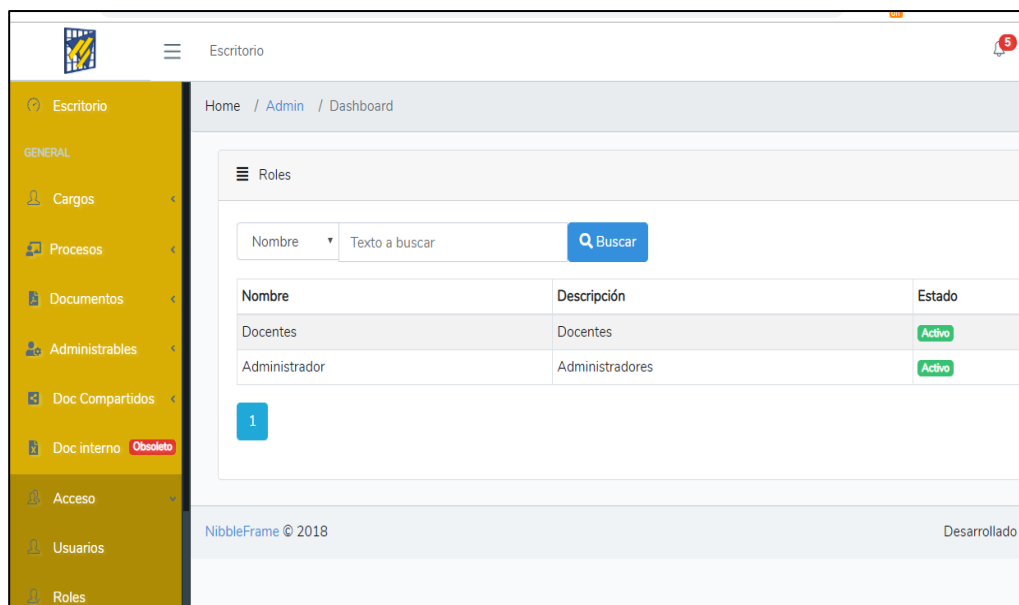 Escritorio
5
Escritorio
Home / Admin / Dashboard
GENERAL
Roles
Cargos
Nombre Texto a buscar Buscar
Procesos
Documentos
Nombre Descripción Estado
Docentes Docentes Activo
Administrables
Administrador Administradores Activo
Doc Compartidos
1
Doc interno Obsoleto
Acceso
NibbleFrame © 2018 Desarrollado
Usuarios
Roles